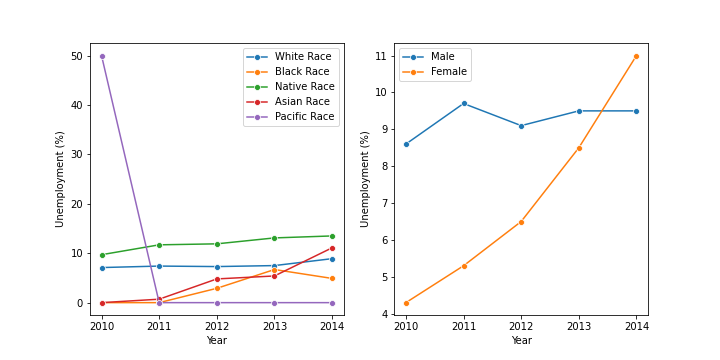 White Race
Black Race
Native Race
Asian Race
Pacific Race
50
40
30
20
10
0
Unemployment (%)
2010 2011 2012 2013 2014
Year
Male
Female
11
10
9
8
7
6
5
4
Unemployment (%)
2010 2011 2012 2013 2014
Year